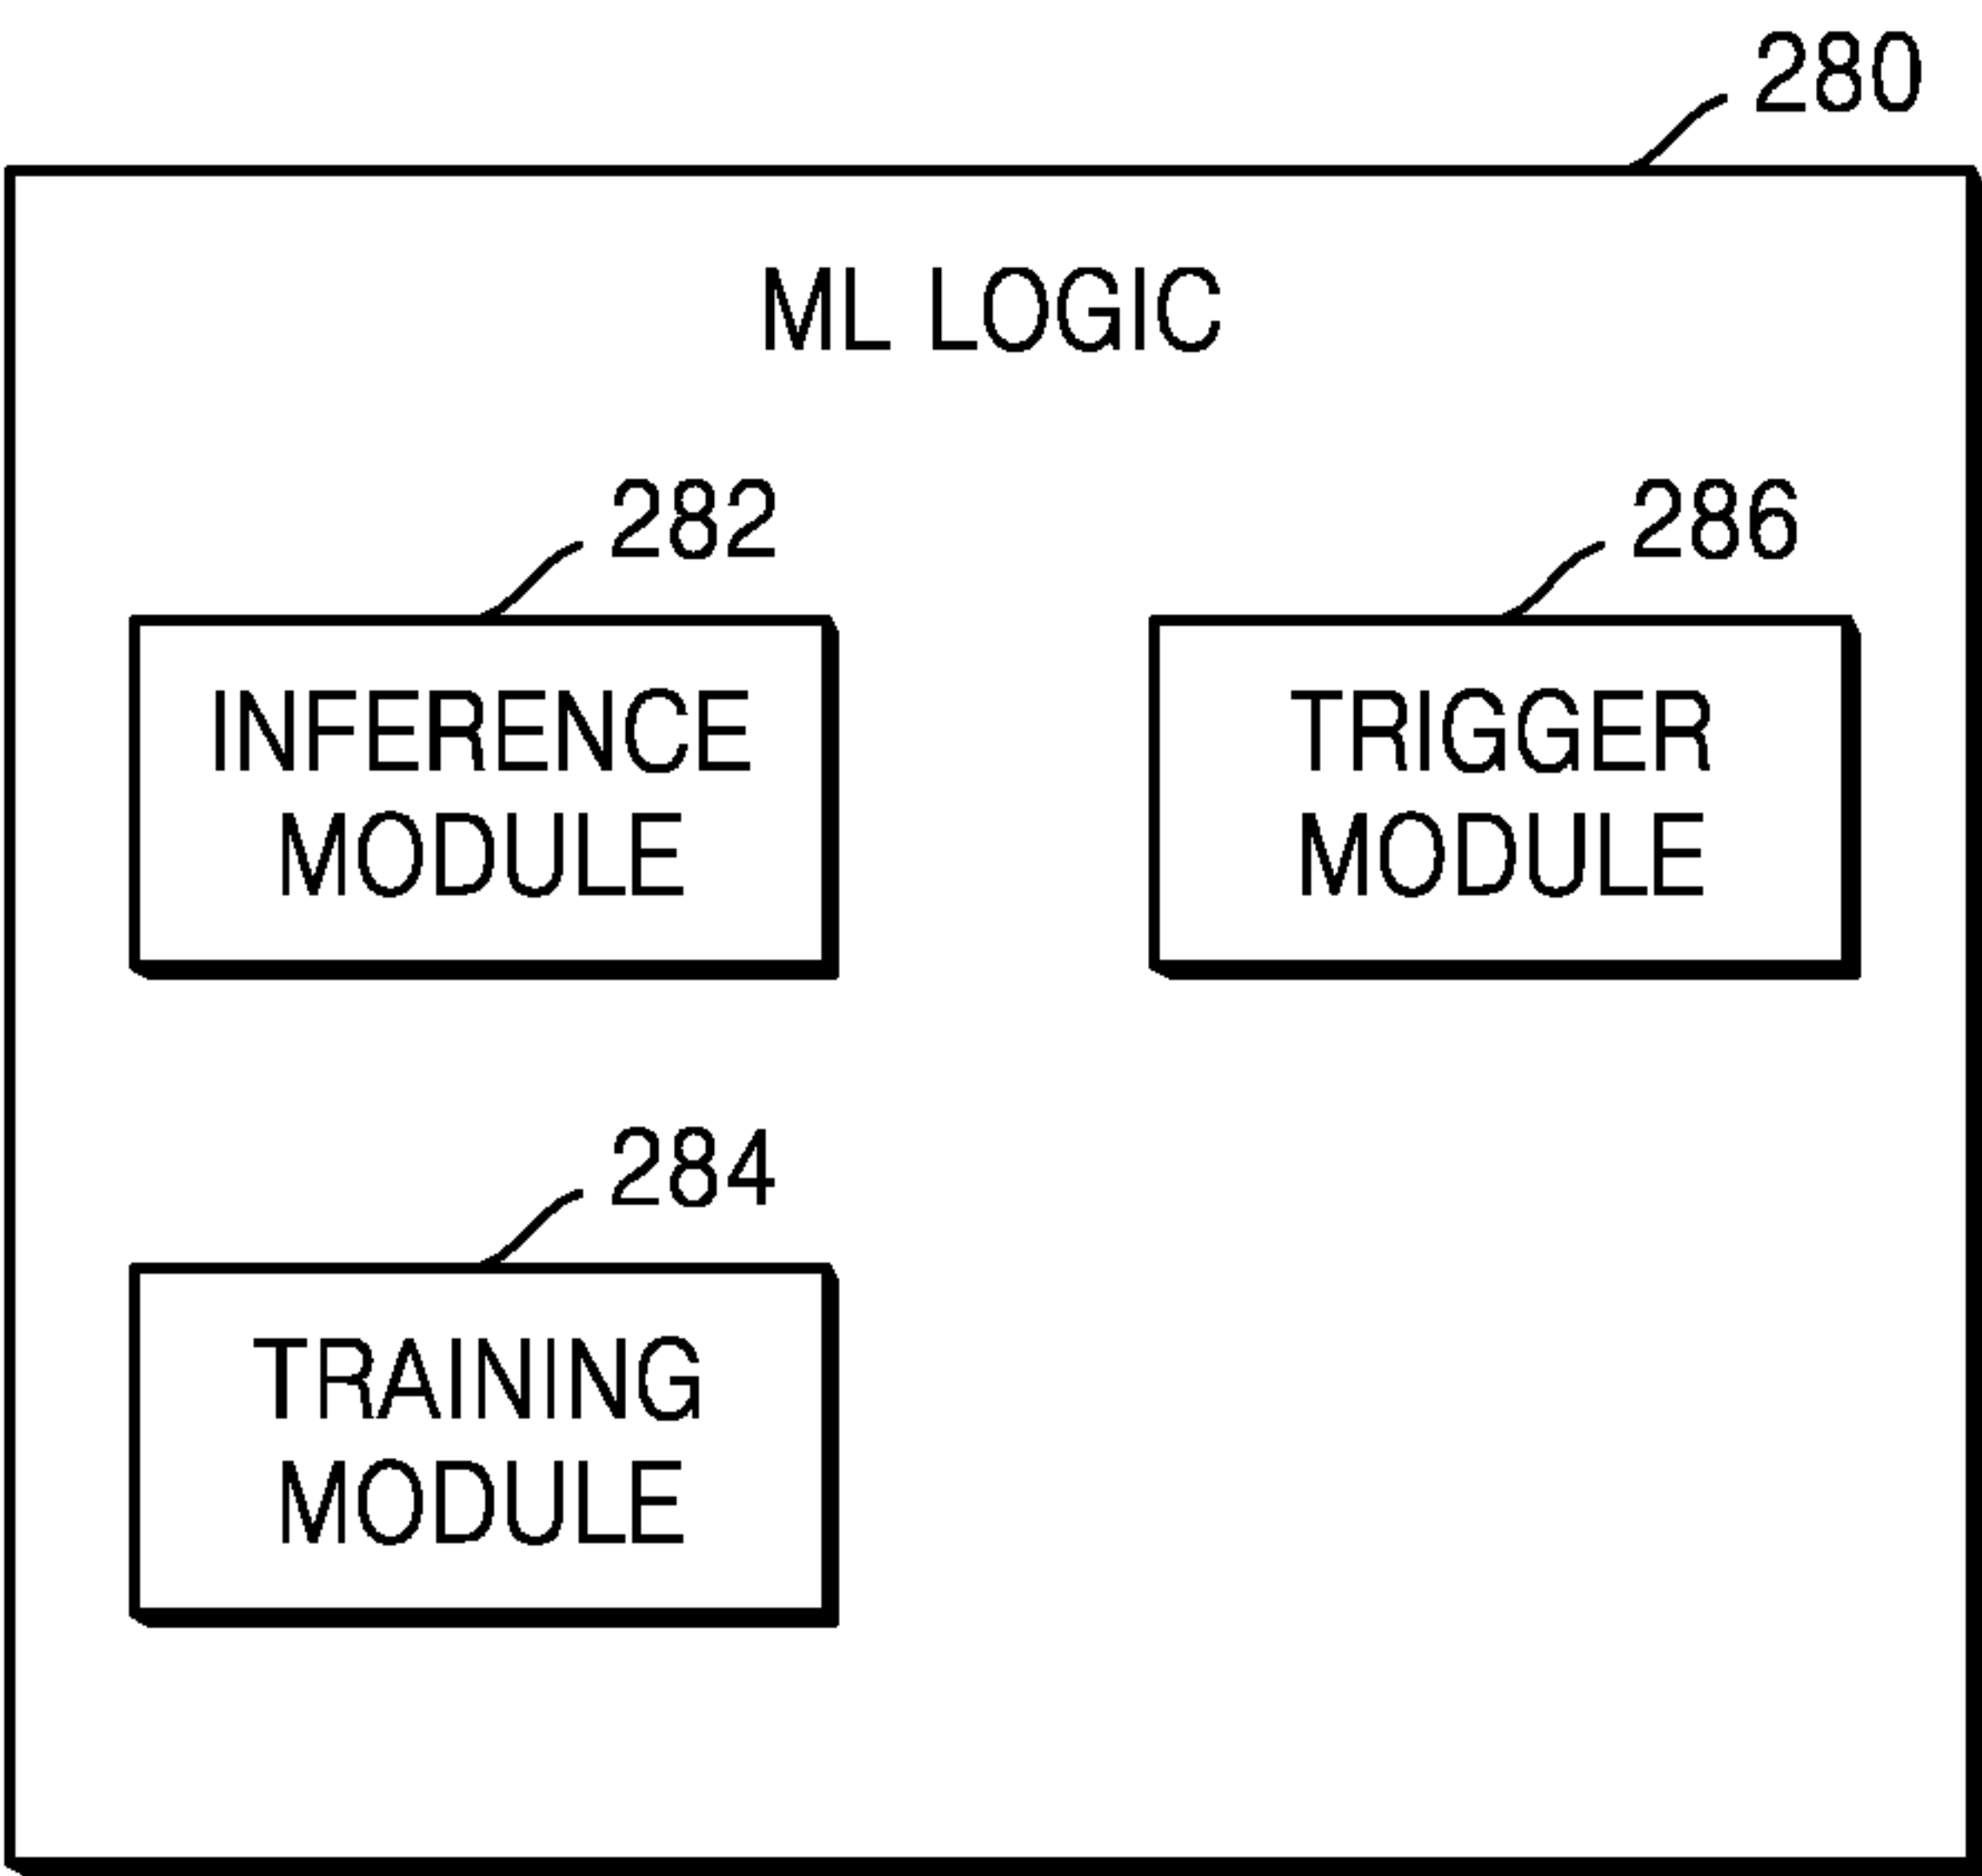 280
ML LOGIC
282
INFERENCE
MODULE
286
TRIGGER
MODULE
284
TRAINING
MODULE